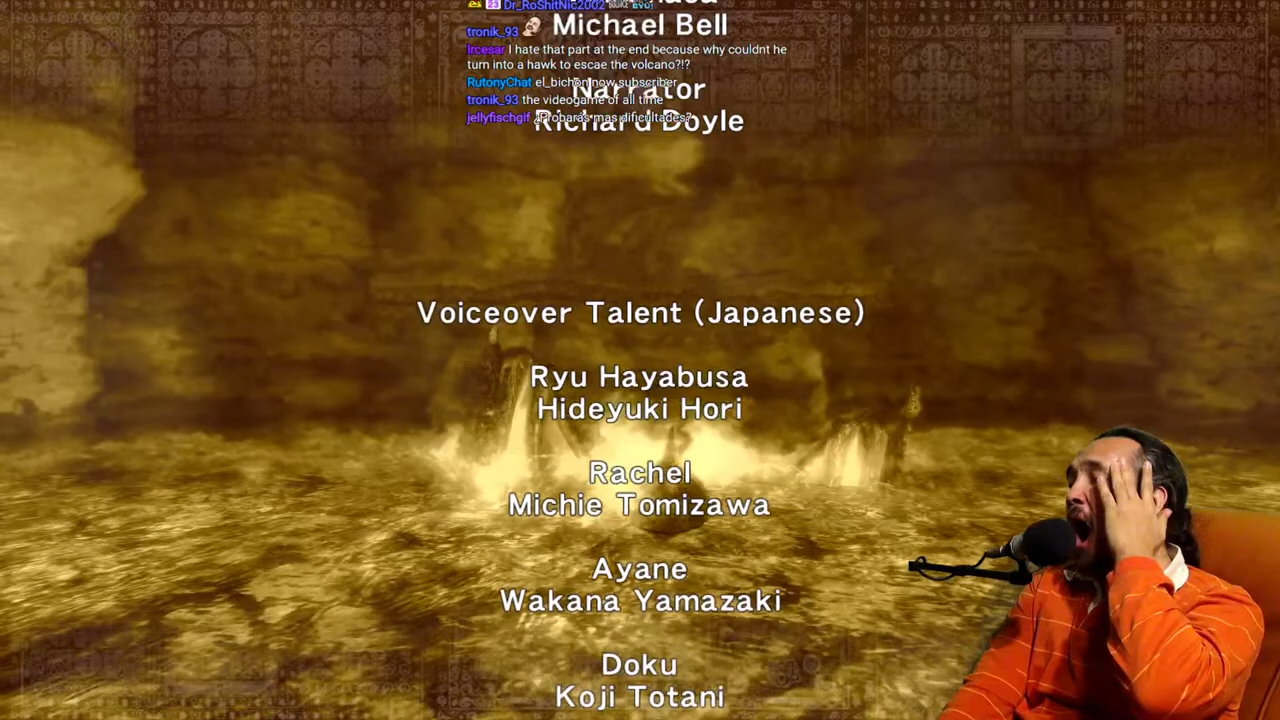 23 Dr_RoShitNic2002
Michael Bell
tronik_93
lrcesar I hate that part at the end because why couldnt he
turn into a hawk to escae the volcano?!?
RutonyChat el_bichon now subscriber
Narrator
tronik_93 the videogame of all time
jellyfischgif ¿Probarás mas dificultades?
Richard Doyle
Voiceover Talent (Japanese)
Ryu Hayabusa
Hideyuki Hori
Rachel
Michie Tomizawa
Ayane
Wakana Yamazaki
Doku
Koji Totani